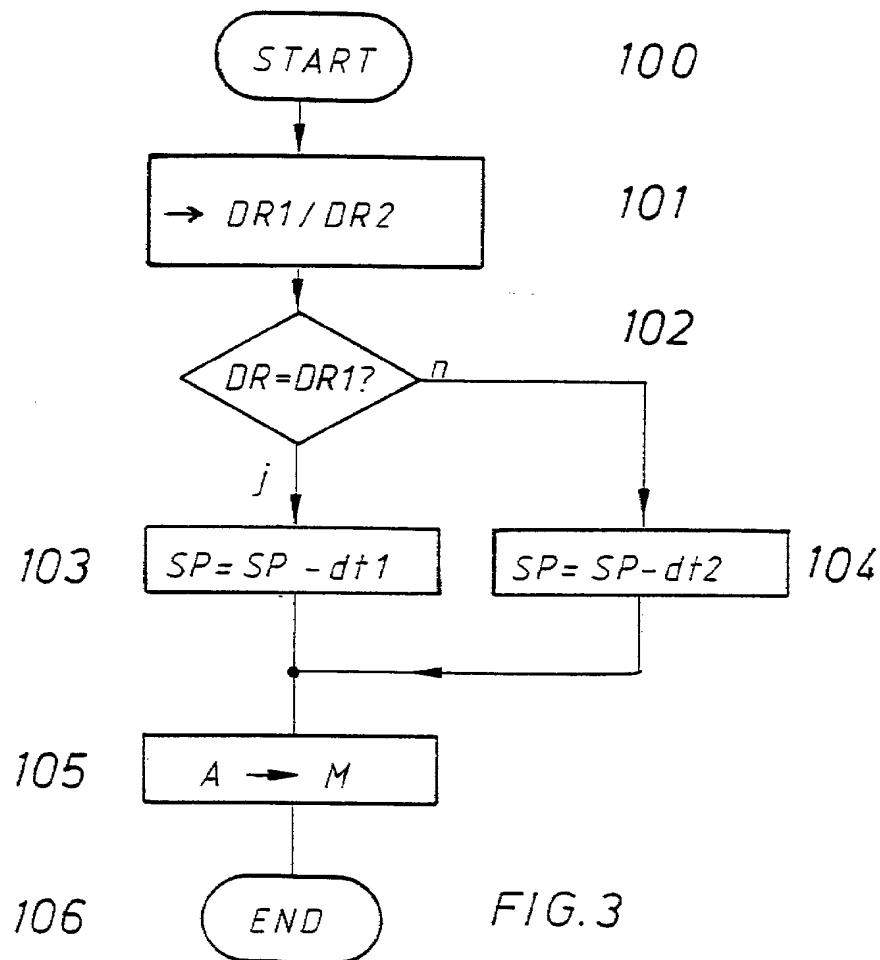 START 100
→ DR1/DR2 101
102
DR=DR1? n
j
103 SP=SP-dt1 SP=SP-dt2 104
105 A → M
106 END FIG.3